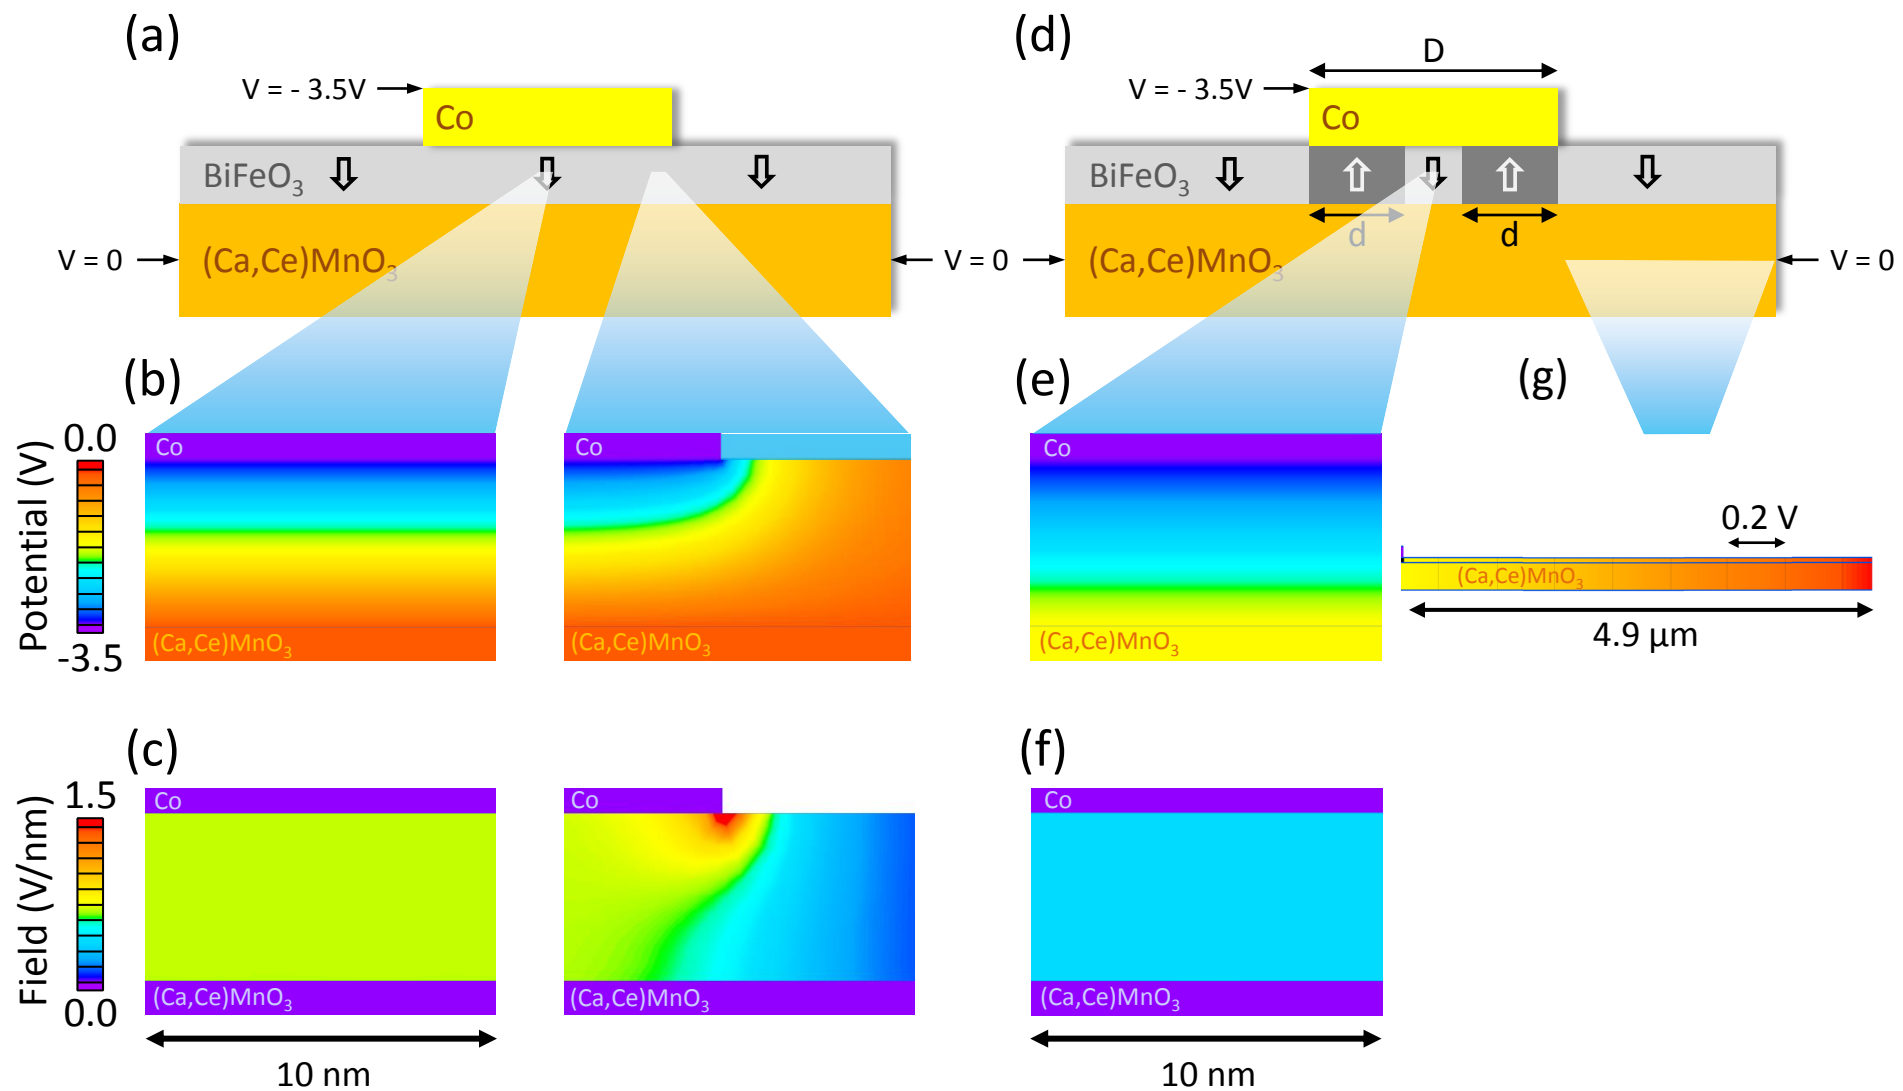 (a)
V = - 3.5V
Co
BiFeO3
V = 0
(Ca,Ce)MnO3
V = 0
(d)
D
V = - 3.5V
Co
BiFeO3
d
d
(Ca,Ce)MnO3
V = 0
(b)
Potential (V)
0.0
-3.5
Co
(Ca,Ce)MnO3
Co
(Ca,Ce)MnO3
(e)
Co
(Ca,Ce)MnO3
(g)
0.2 V
(Ca,Ce)MnO3
4.9 µm
(c)
Field (V/nm)
1.5
0.0
Co
(Ca,Ce)MnO3
10 nm
Co
(Ca,Ce)MnO3
(f)
Co
(Ca,Ce)MnO3
10 nm